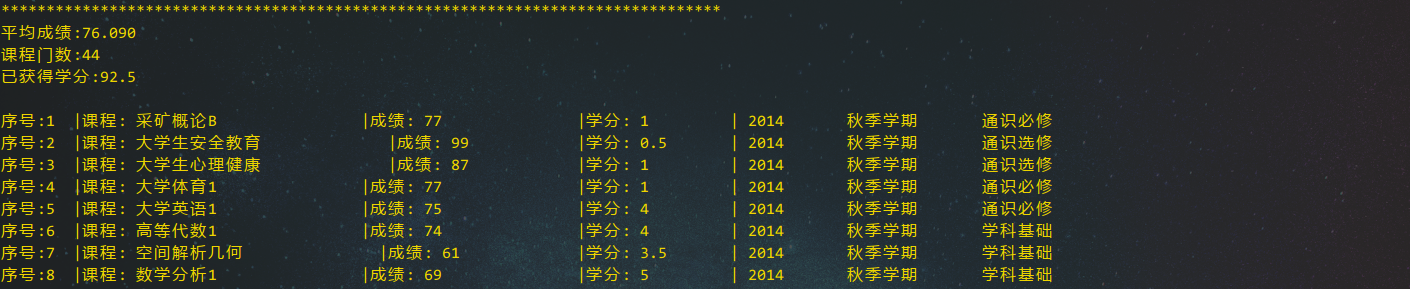 ********************************************************************************
平均成绩:76.090
课程门数:44
已获得学分:92.5
序号:1 |课程: 采矿概论B |成绩: 77 |学分: 1 | 2014 秋季学期 通识必修
序号:2 |课程: 大学生安全教育 |成绩: 99 |学分: 0.5 | 2014 秋季学期 通识选修
序号:3 |课程: 大学生心理健康 |成绩: 87 |学分: 1 | 2014 秋季学期 通识选修
序号:4 |课程: 大学体育1 |成绩: 77 |学分: 1 | 2014 秋季学期 通识必修
序号:5 |课程: 大学英语1 |成绩: 75 |学分: 4 | 2014 秋季学期 通识必修
序号:6 |课程: 高等代数1 |成绩: 74 |学分: 4 | 2014 秋季学期 学科基础
序号:7 |课程: 空间解析几何 |成绩: 61 |学分: 3.5 | 2014 秋季学期 学科基础
序号:8 |课程: 数学分析1 |成绩: 69 |学分: 5 | 2014 秋季学期 学科基础